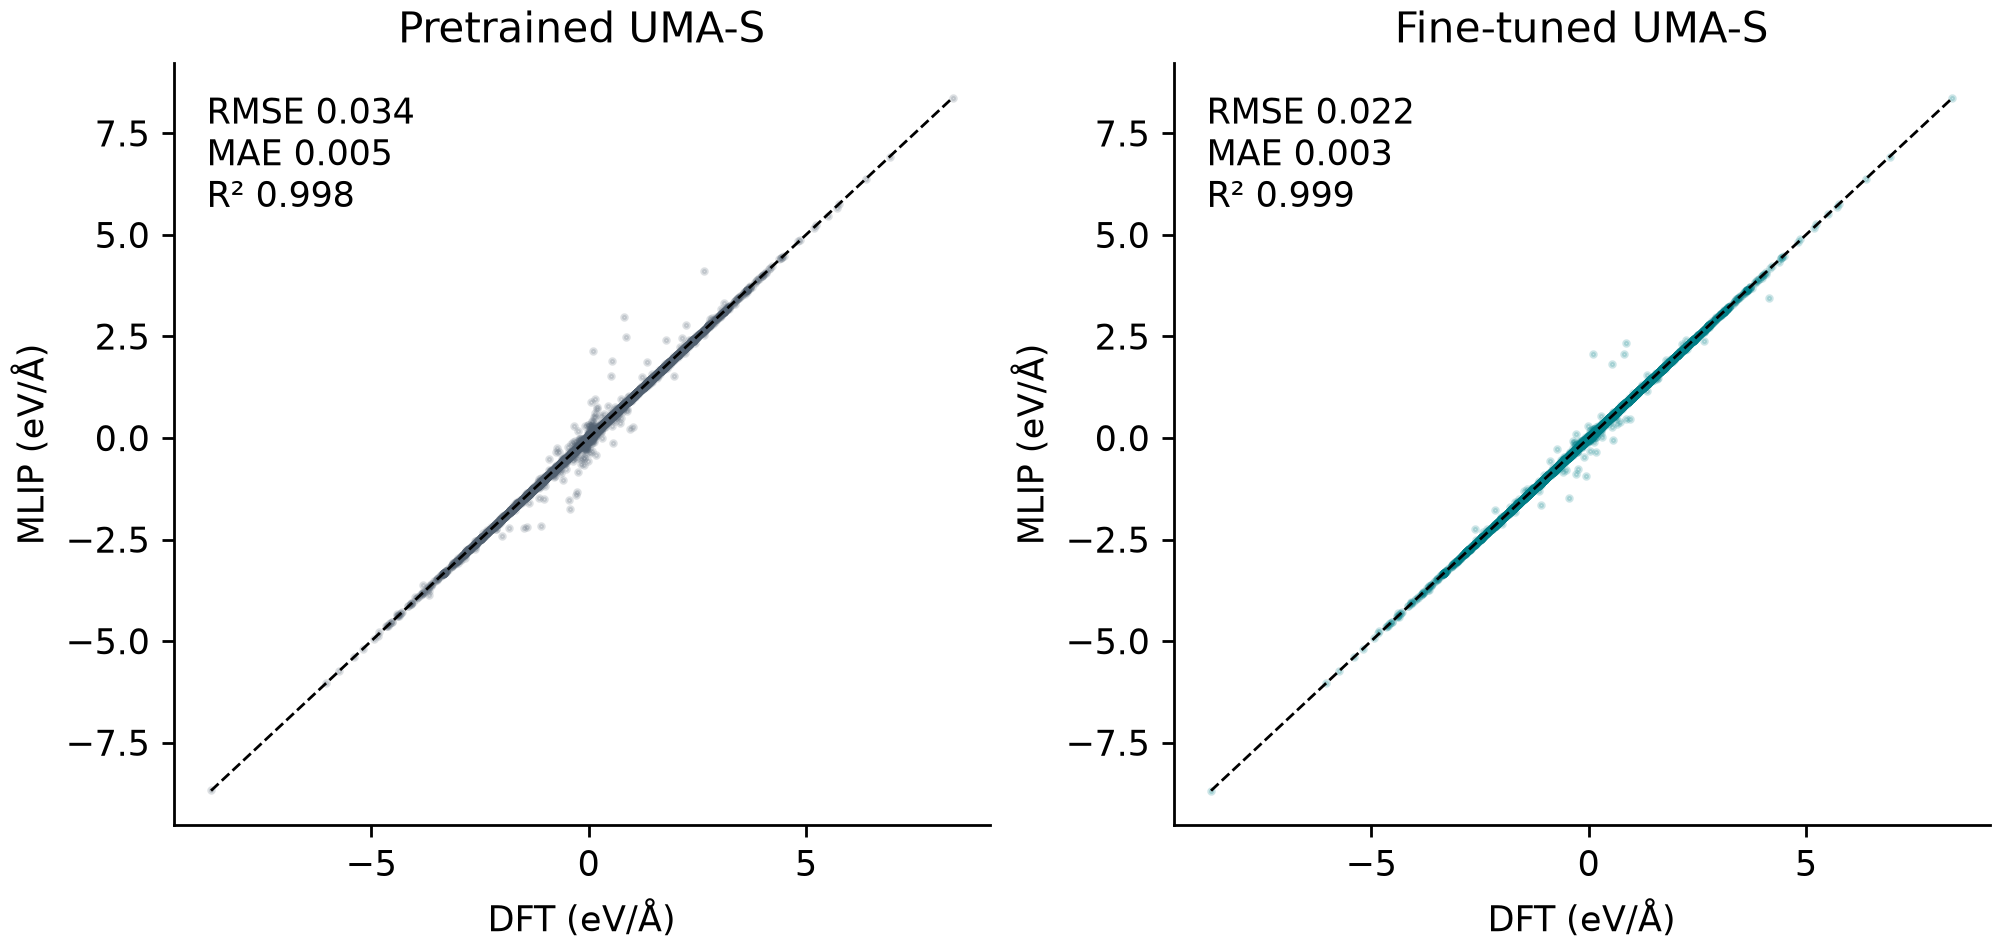 Pretrained UMA-S
RMSE 0.034
MAE 0.005
R² 0.998
7.5
5.0
2.5
0.0
−2.5
−5.0
−7.5
MLIP (eV/Å)
−5
0
5
DFT (eV/Å)
Fine-tuned UMA-S
RMSE 0.022
MAE 0.003
R² 0.999
7.5
5.0
2.5
0.0
−2.5
−5.0
−7.5
MLIP (eV/Å)
−5
0
5
DFT (eV/Å)